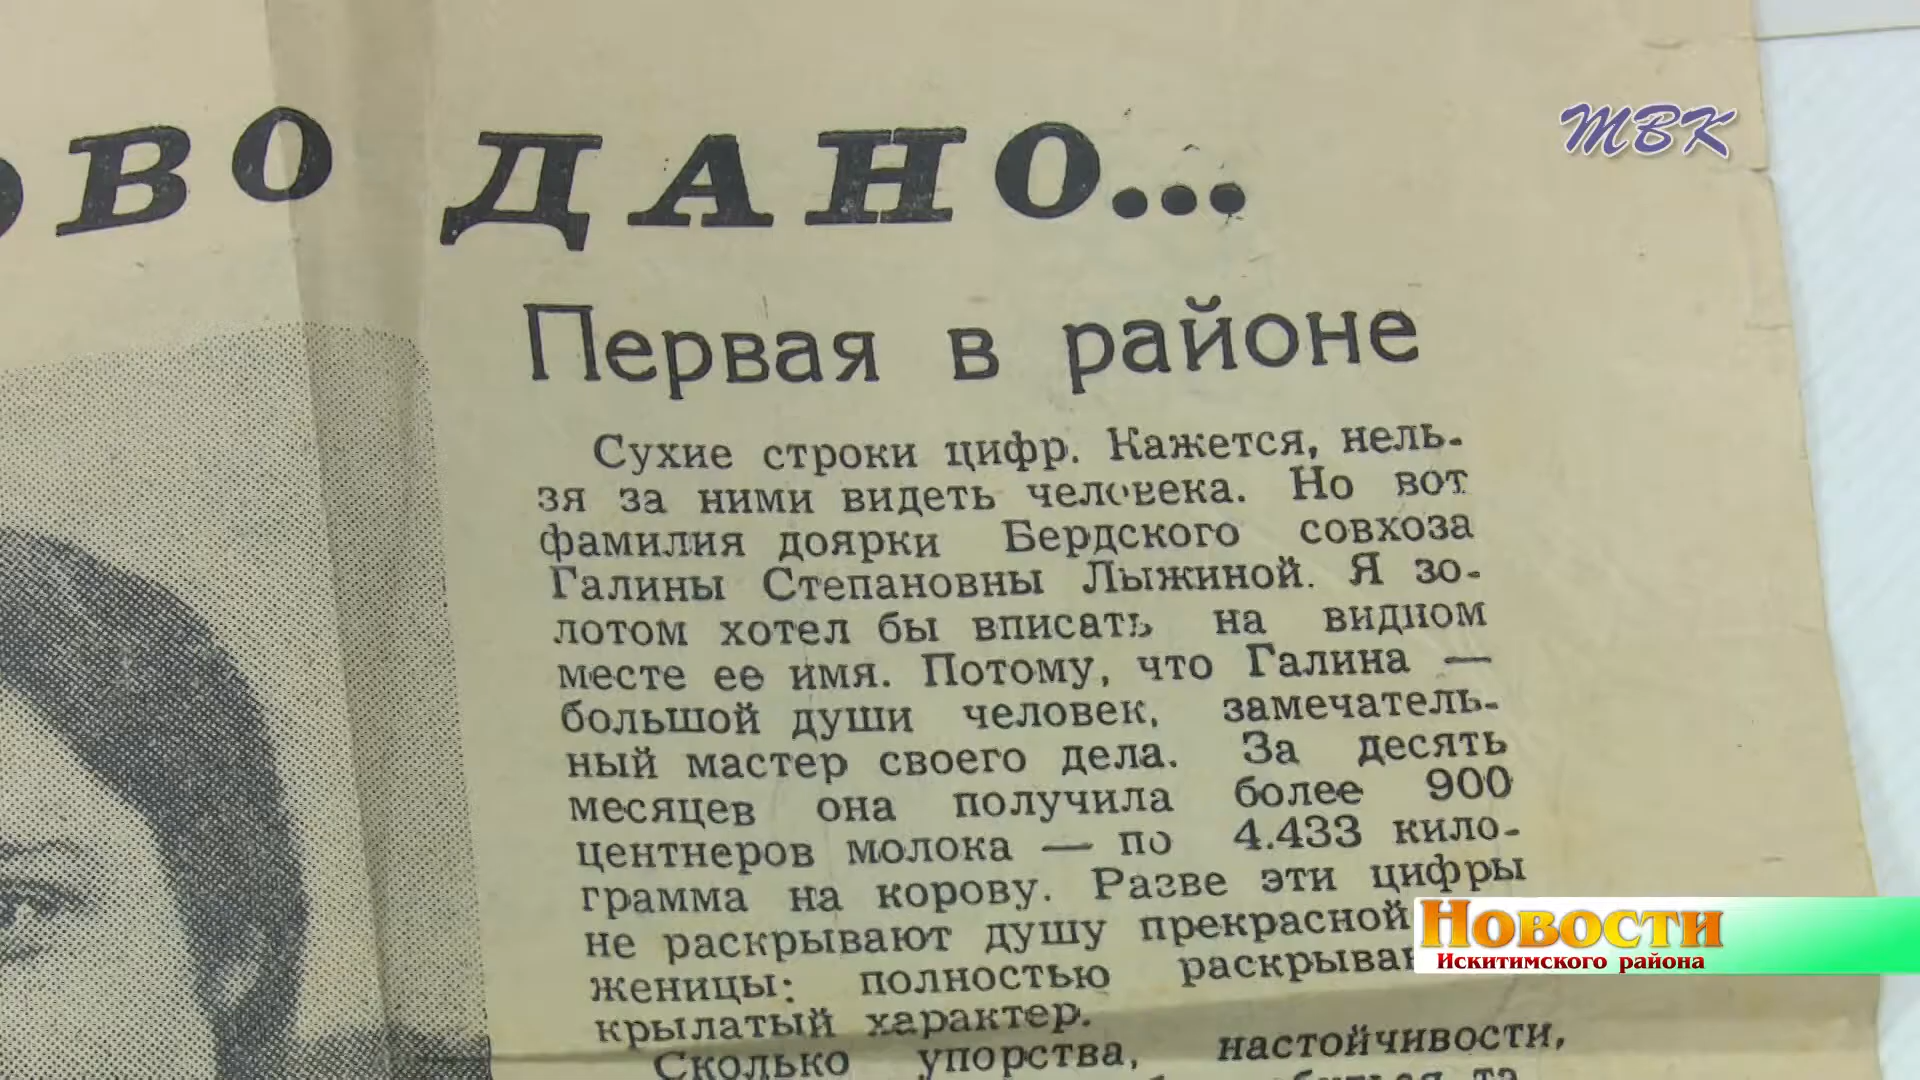 ОВО ДАНО...
ТВК
Первая в районе
Сухие строки цифр. Кажется, нель-
зя за ними видеть человека. Но вот
фамилия доярки Бердского совхоза
Галины Степановны Лыжиной. Я зо-
лотом хотел бы вписать на видном
месте ее имя. Потому, что Галина —
большой души человек, замечатель-
ный мастер своего дела. За десять
месяцев она получила более 900
центнеров молока — по 4.433 кило-
грамма на корову. Разве эти цифры
не раскрывают душу прекрасной
женицы: полностью раскрываю
крылатый характер.
Сколько упорства, настойчивости,
Новости
Искитимского района